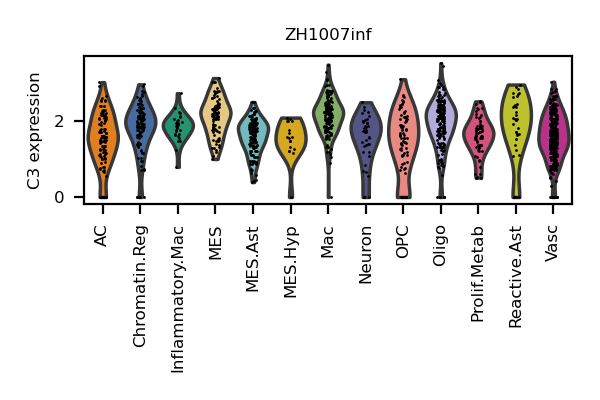 ZH1007inf
C3 expression
2
0
AC
Chromatin.Reg
Inflammatory.Mac
MES
MES.Ast
MES.Hyp
Mac
Neuron
OPC
Oligo
Prolif.Metab
Reactive.Ast
Vasc